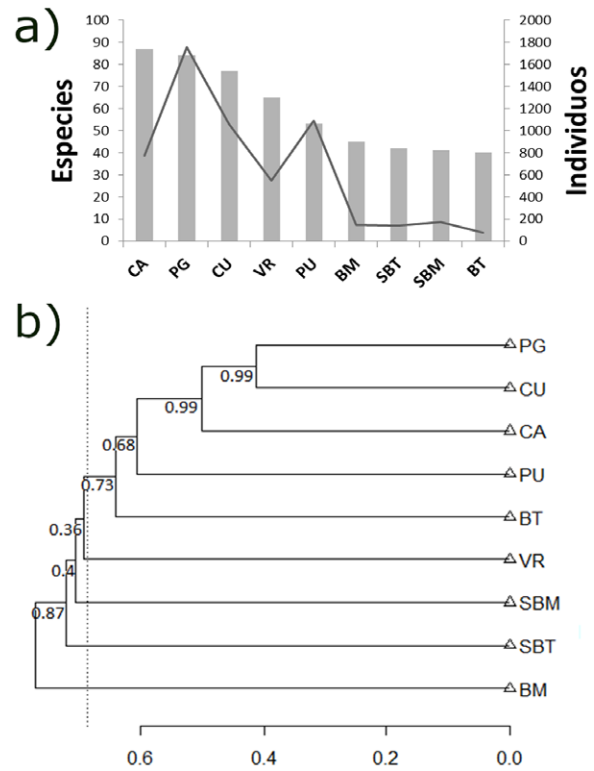 a)
Especies
Individuos
100
90
80
70
60
50
40
30
20
10
0
2000
1800
1600
1400
1200
1000
800
600
400
200
0
CA PG CU VR PU BM SBT SBM BT
b)
PG
0.99
CU
0.99
CA
0.68
PU
0.73
BT
0.36
VR
0.4
SBM
0.87
SBT
BM
0.6 0.4 0.2 0.0